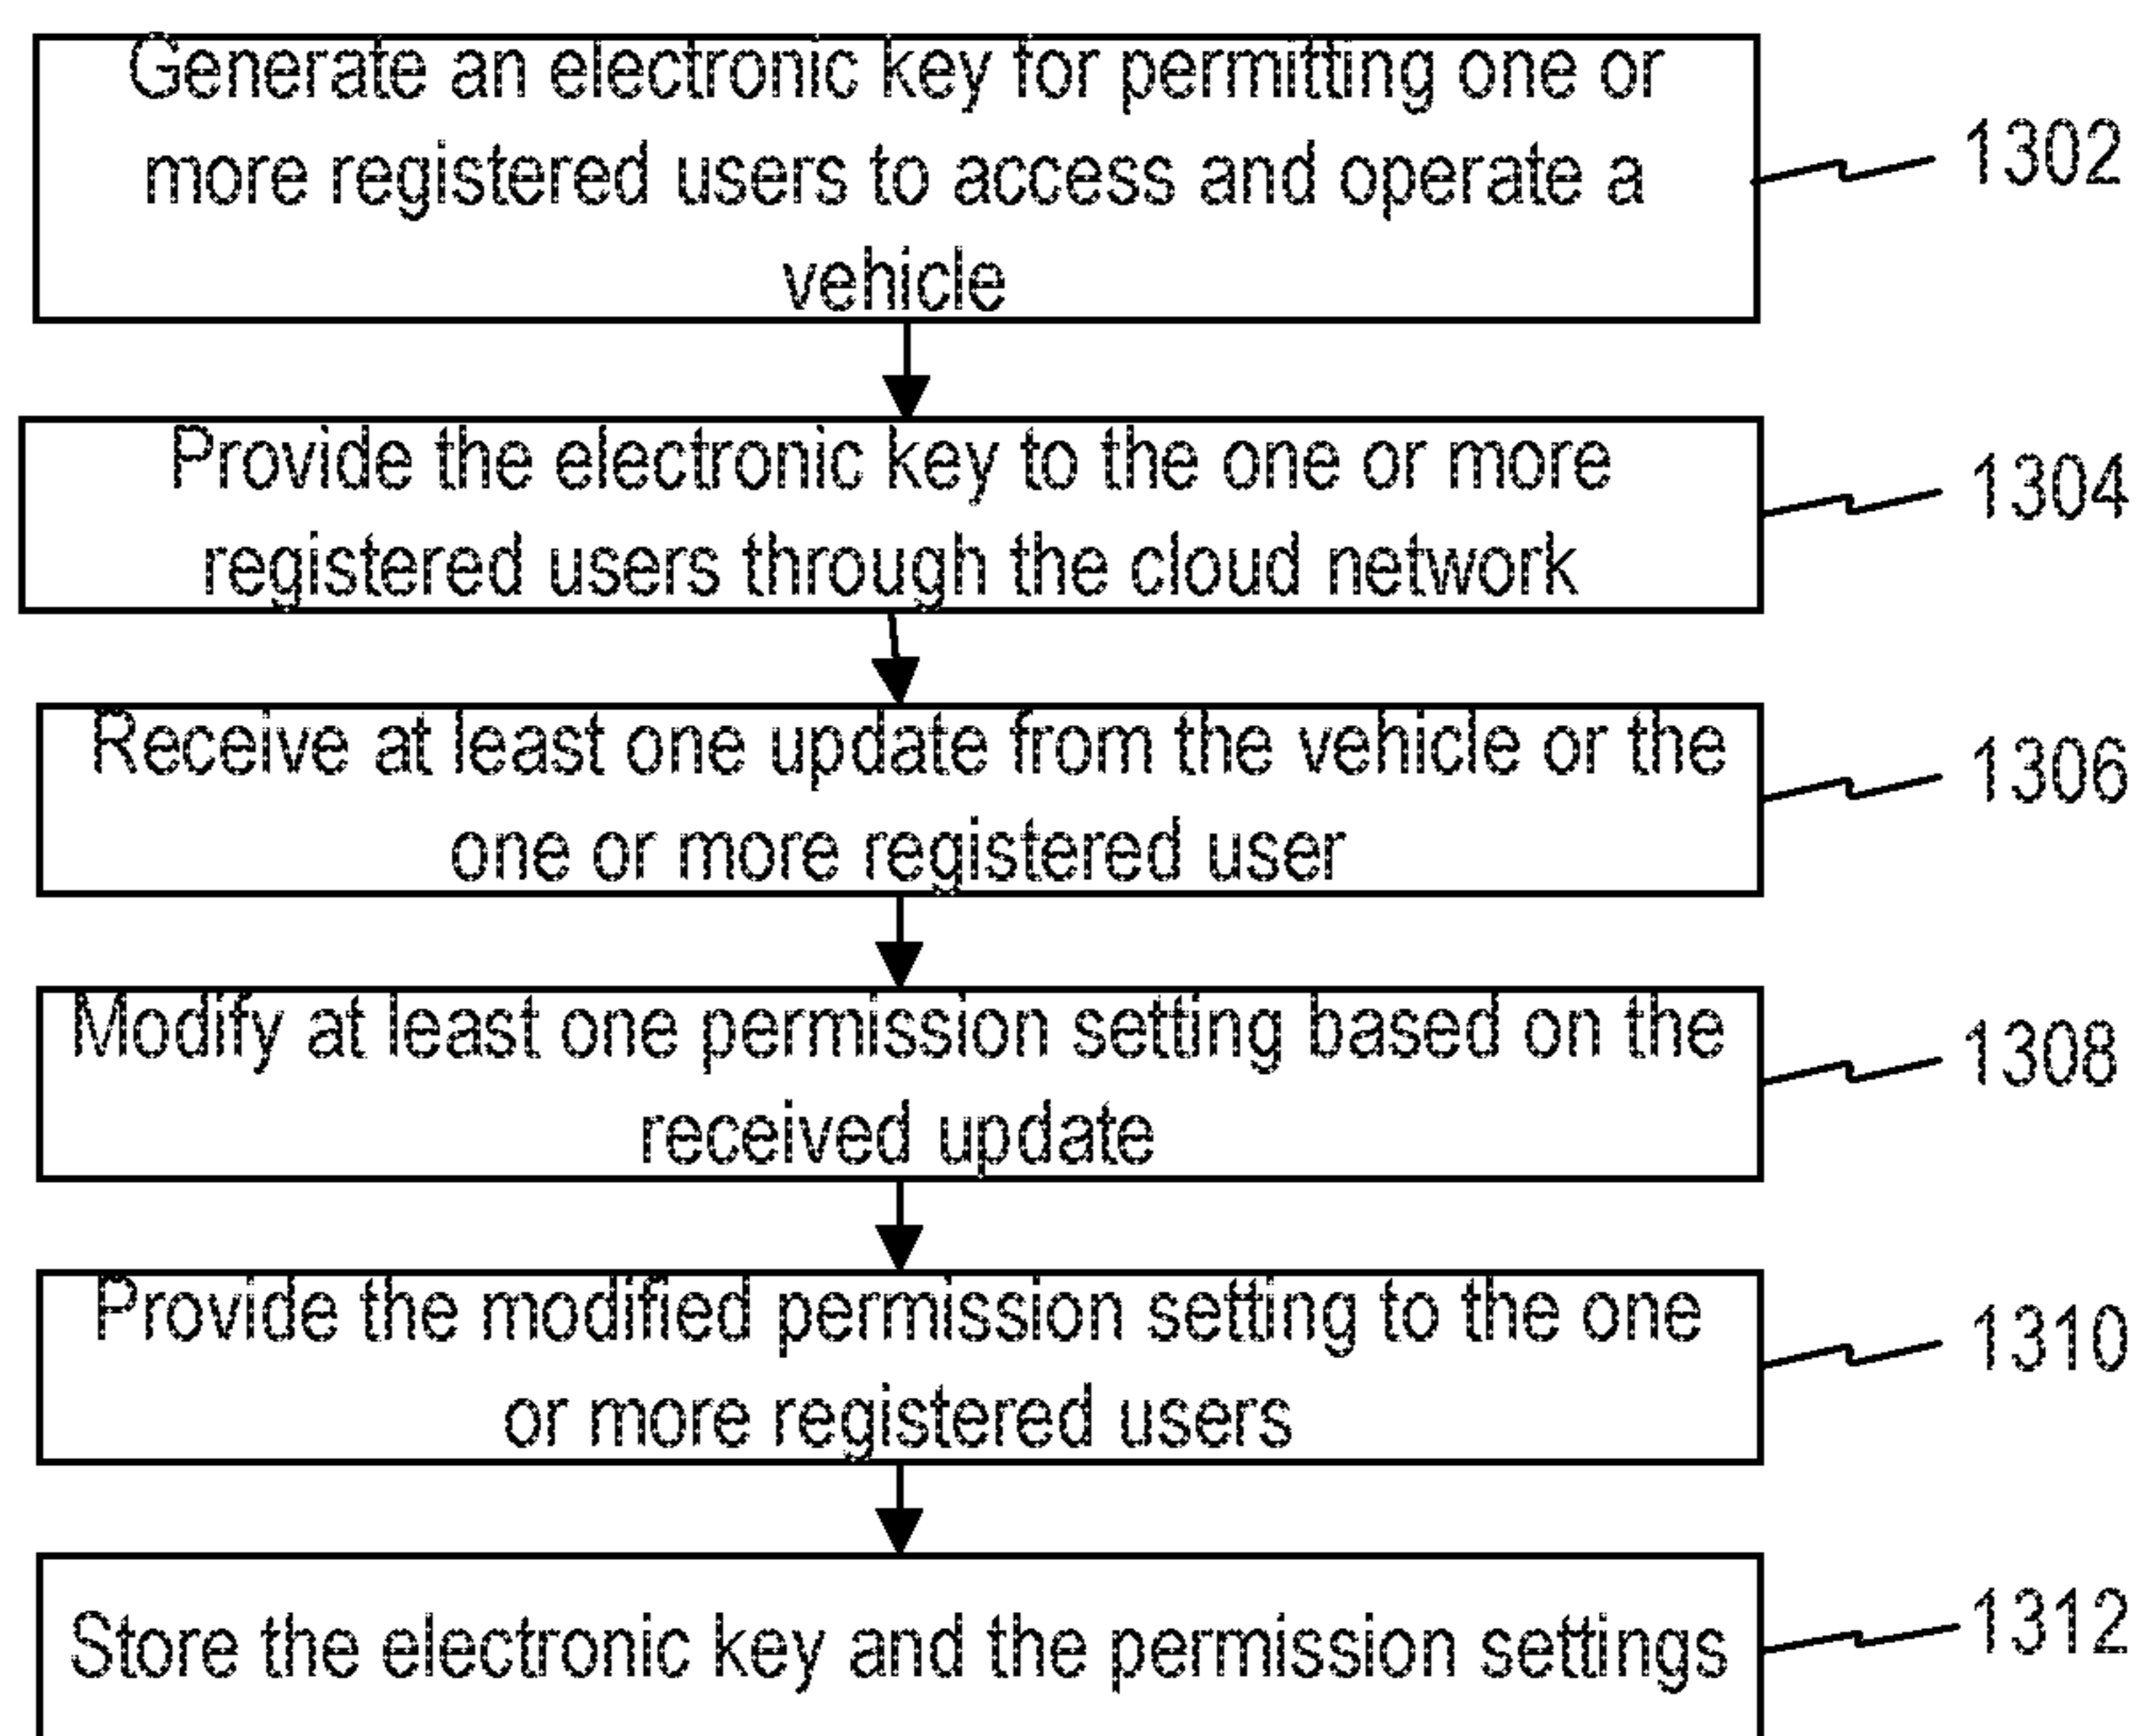 Generate an electronic key for permitting one or
more registered users to access and operate a
vehicle
1302
Provide the electronic key to the one or more
registered users through the cloud network
1304
Receive at least one update from the vehicle or the
one or more registered user
1306
Modify at least one permission setting based on the
received update
1308
Provide the modified permission setting to the one
or more registered users
1310
Store the electronic key and the permission settings
1312